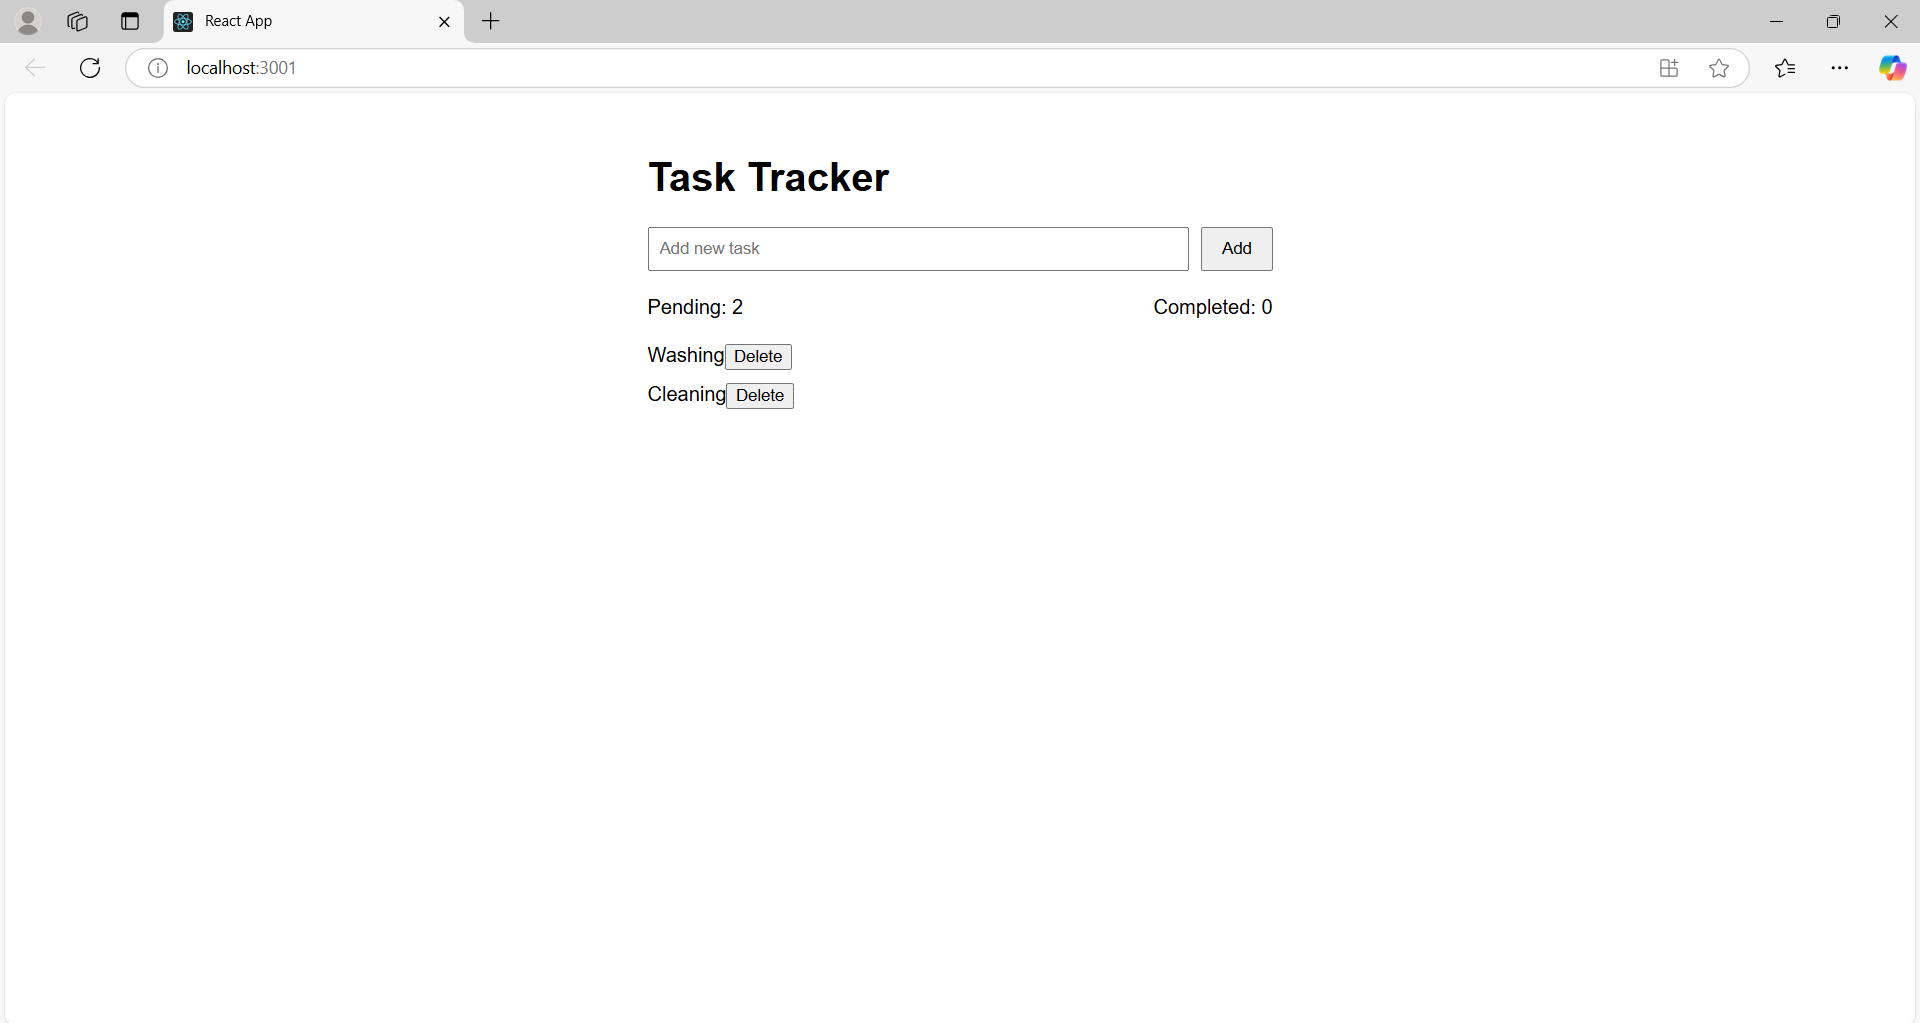 React App
localhost:3001
Task Tracker
Add new task Add
Pending: 2 Completed: 0
Washing Delete
Cleaning Delete